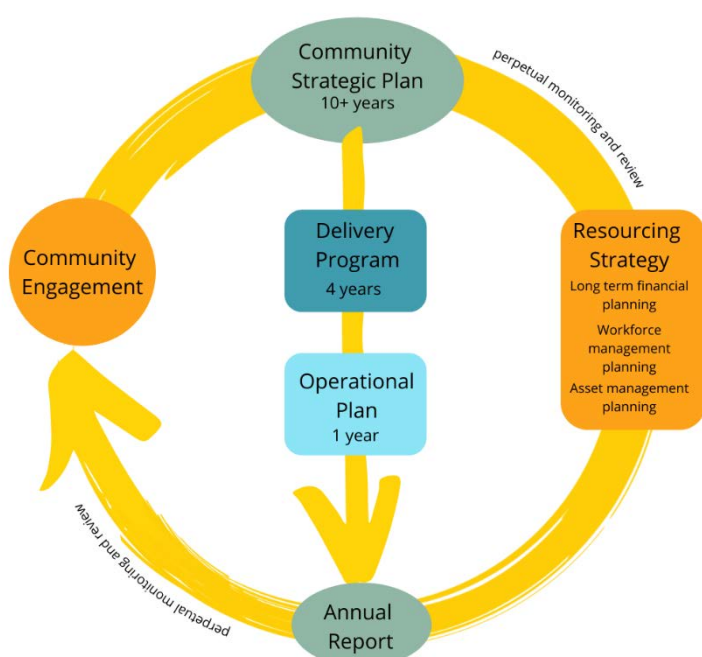 Community
Strategic Plan
10+ years
perpetual monitoring and review
Community
Engagement
Delivery
Program
4 years
Resourcing
Strategy
Long term financial
planning
Workforce
management
planning
Asset management
planning
Operational
Plan
1 year
perpetual monitoring and review
Annual
Report